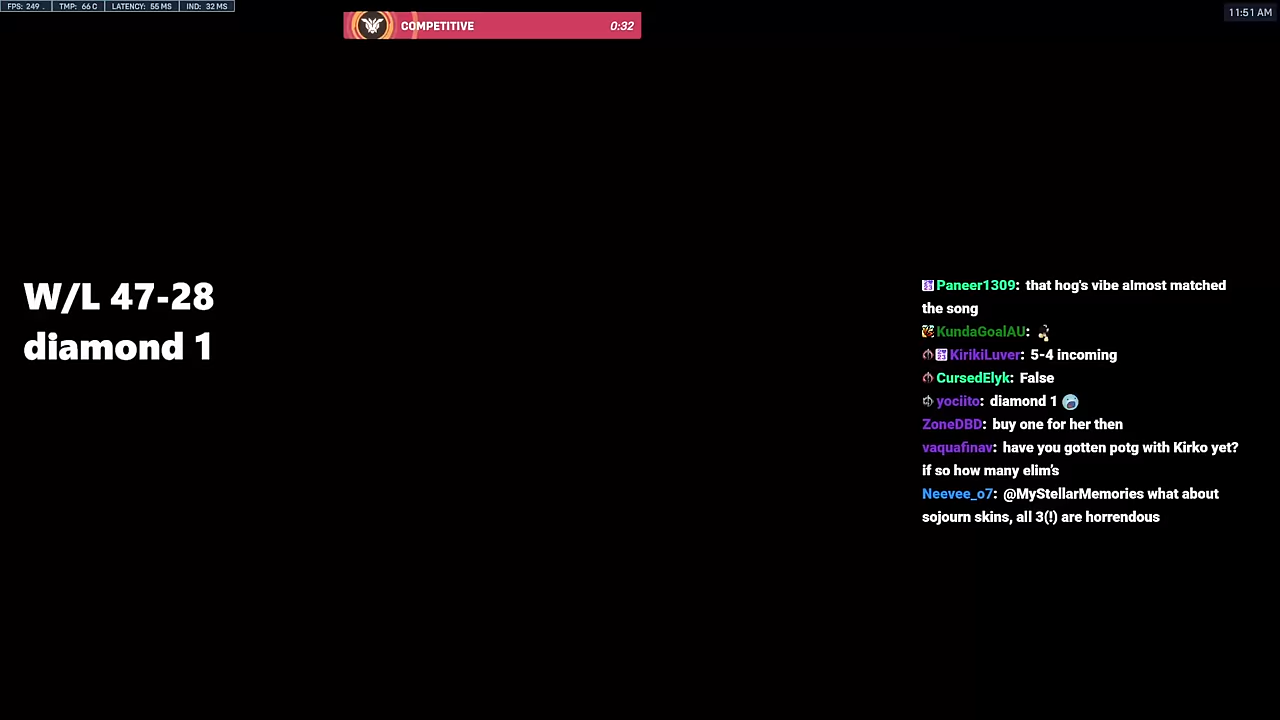 FPS: 249 . TMP: 66 C LATENCY: 55 MS IND: 32 MS
11:51 AM
COMPETITIVE 0:32
W/L 47-28
diamond 1
Paneer1309: that hog's vibe almost matched
the song
KundaGoalAU:
KirikiLuver: 5-4 incoming
CursedElyk: False
yociito: diamond 1
ZoneDBD: buy one for her then
vaquafinav: have you gotten potg with Kirko yet?
if so how many elim's
Neevee_o7: @MyStellarMemories what about
sojourn skins, all 3(!) are horrendous